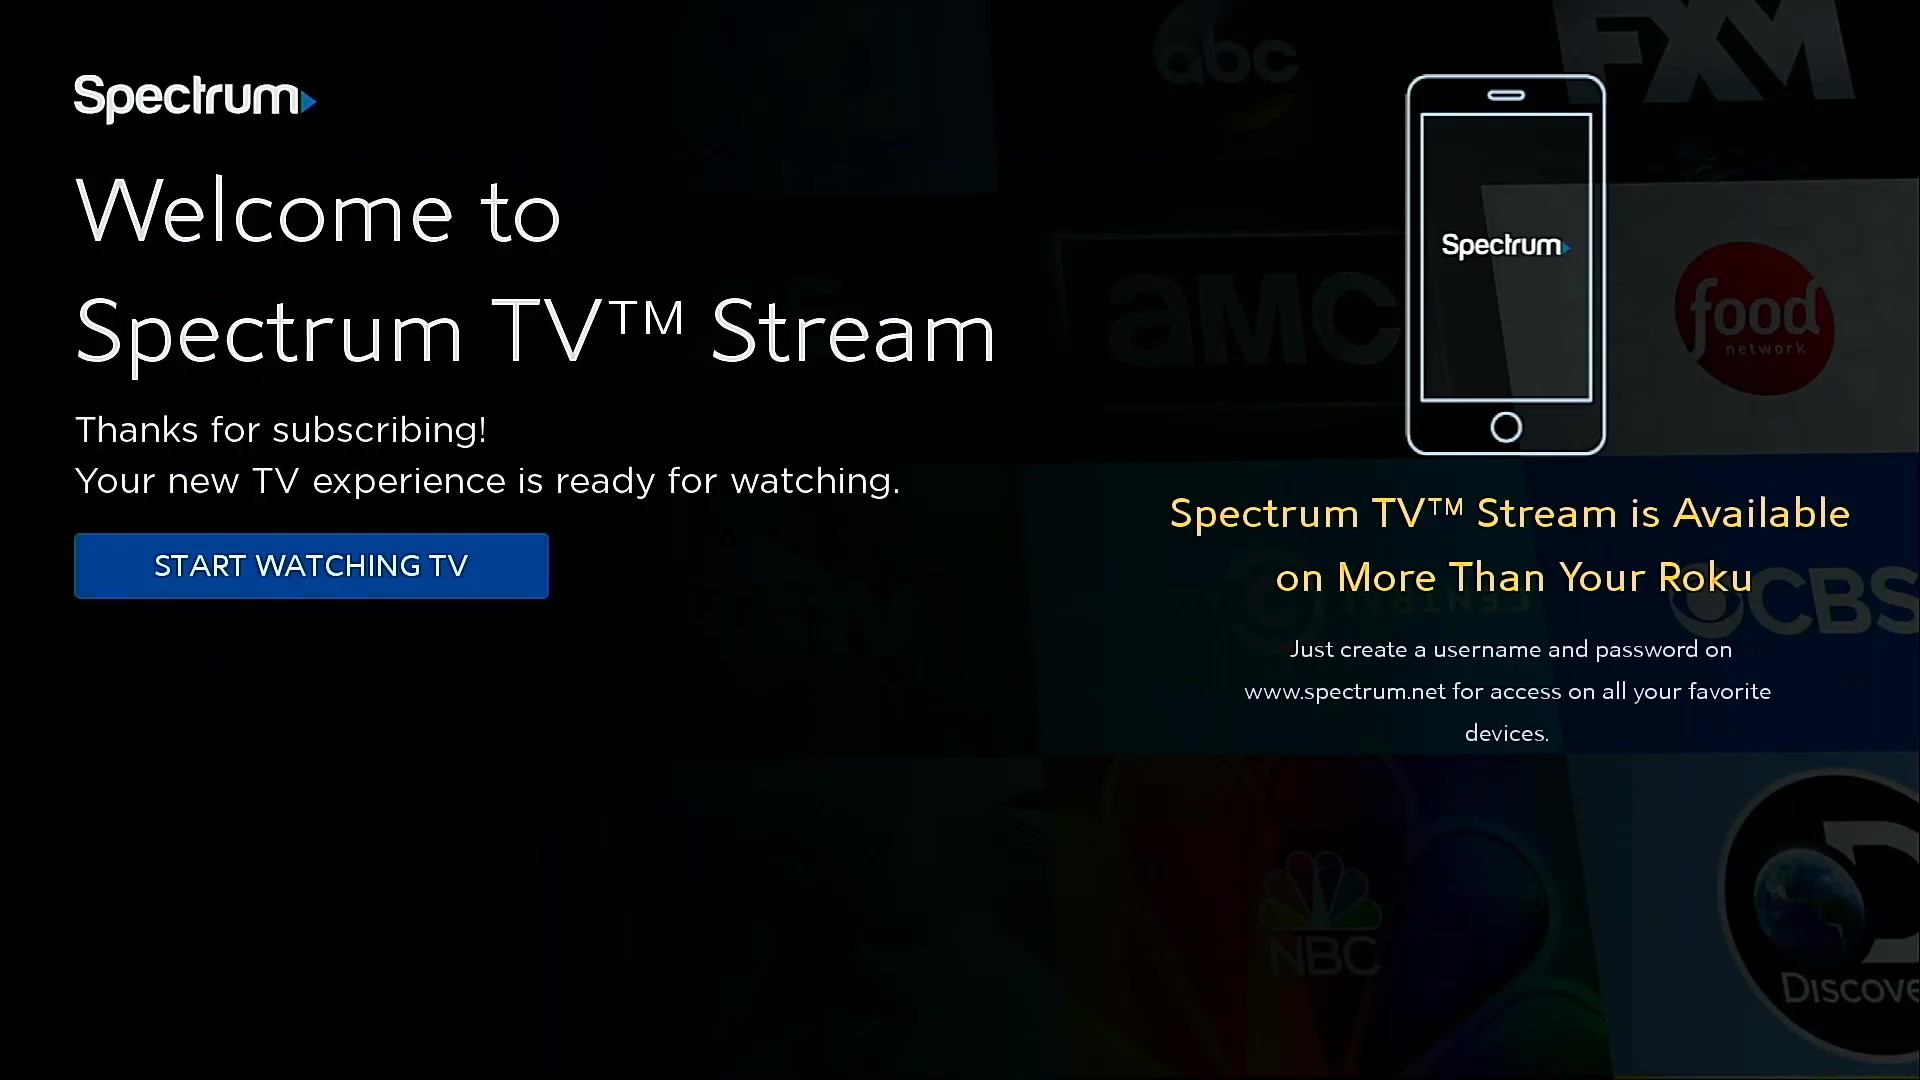 Spectrum
Welcome to
Spectrum TV™ Stream
Thanks for subscribing!
Your new TV experience is ready for watching.
START WATCHING TV
abc
FXM
Spectrum
aMC
food
network
Spectrum TV™ Stream is Available
on More Than Your Roku
CBS
Just create a username and password on
www.spectrum.net for access on all your favorite
devices.
NBC
Discove